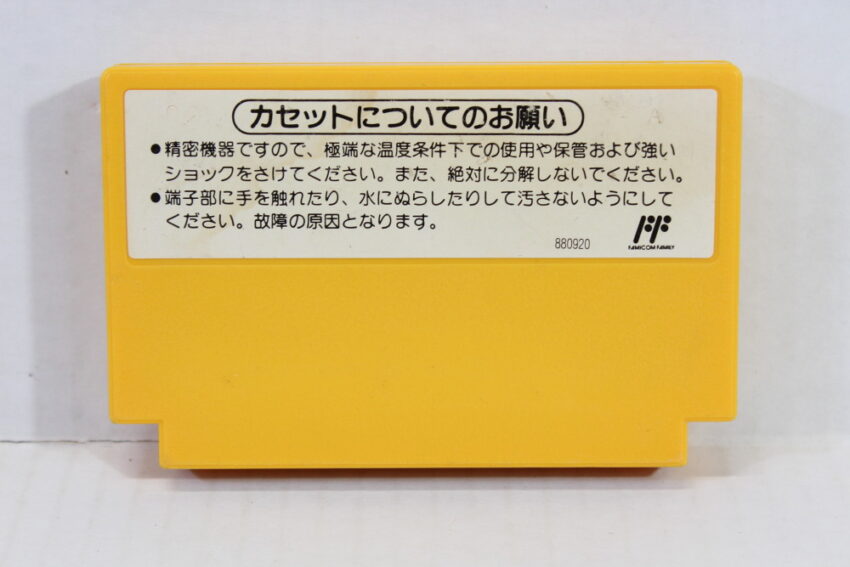 カセットについてのお願い
●精密機器ですので、極端な温度条件下での使用や保管および強い
ショックをさけてください。また、絶対に分解しないでください。
●端子部に手を触れたり、水にぬらしたりして汚さないようにして
ください。故障の原因となります。
880920
FAMICOM FAMILY